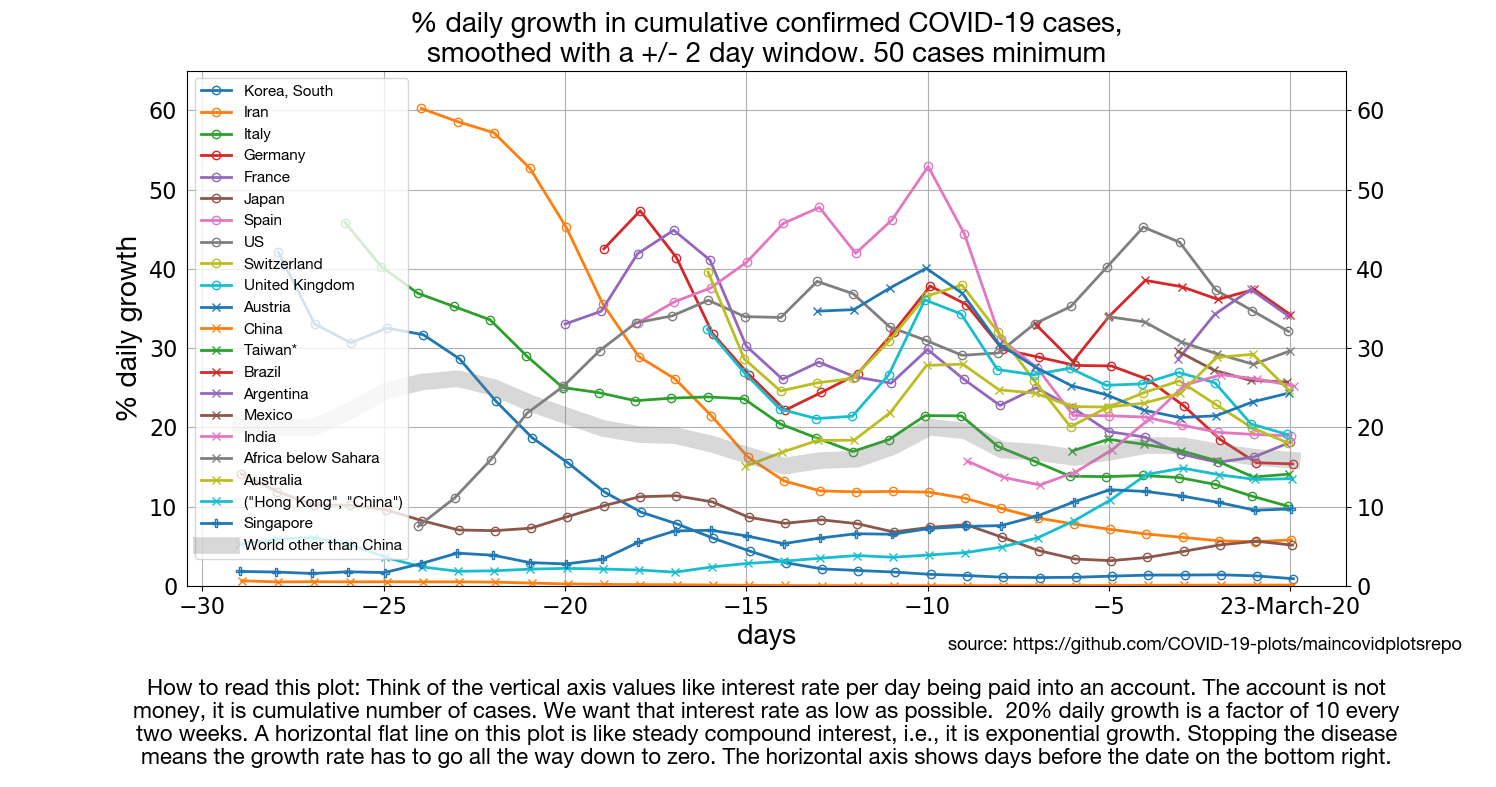 % daily growth in cumulative confirmed COVID-19 cases,
smoothed with a +/- 2 day window. 50 cases minimum
% daily growth
60
50
40
30
20
10
0
Korea, South
Iran
Italy
Germany
France
Japan
Spain
US
Switzerland
United Kingdom
Austria
China
Taiwan*
Brazil
Argentina
Mexico
India
Africa below Sahara
Australia
("Hong Kong", "China")
Singapore
World other than China
60
50
40
30
20
10
0
−30 −25 −20 −15 −10 −5 23-March-20
days
source: https://github.com/COVID-19-plots/maincovidplotsrepo
How to read this plot: Think of the vertical axis values like interest rate per day being paid into an account. The account is not
money, it is cumulative number of cases. We want that interest rate as low as possible.  20% daily growth is a factor of 10 every
two weeks. A horizontal flat line on this plot is like steady compound interest, i.e., it is exponential growth. Stopping the disease
means the growth rate has to go all the way down to zero. The horizontal axis shows days before the date on the bottom right.